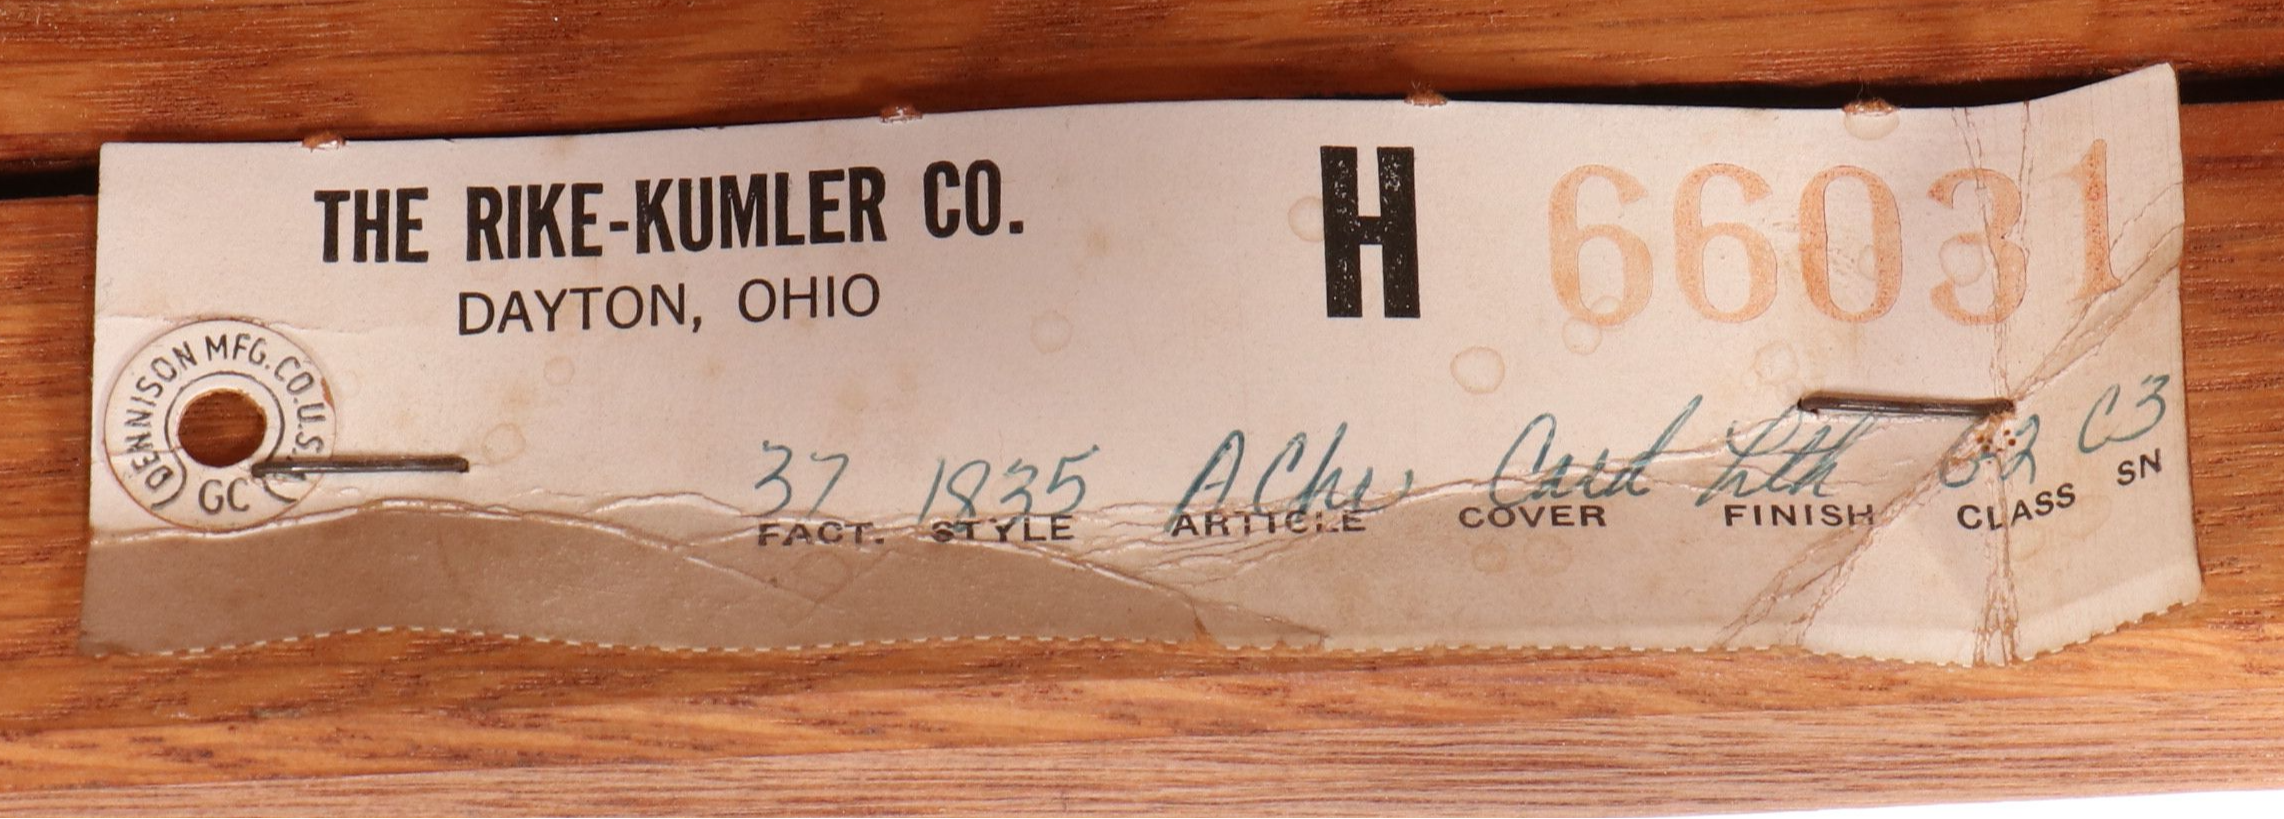 THE RIKE-KUMLER CO. H 66031
DAYTON, OHIO
(DENNISON MFG.CO.U.S.
GC
37 1835 A Chr Card Lth C3
FACT. STYLE ARTICLE COVER FINISH CLASS SN